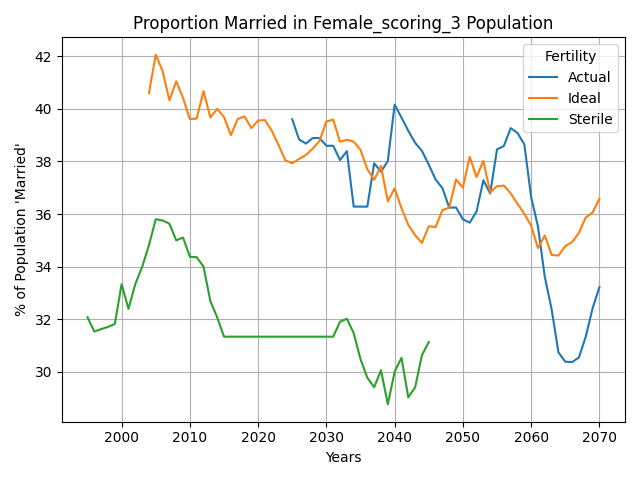 Proportion Married in Female_scoring_3 Population
Fertility
Actual
Ideal
Sterile
% of Population 'Married'
42
40
38
36
34
32
30
2000
2010
2020
2030
2040
2050
2060
2070
Years